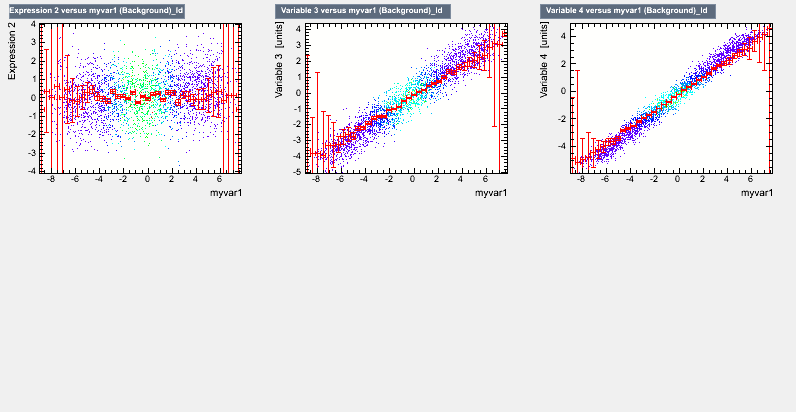 Expression 2 versus myvar1 (Background)_Id
Expression 2
4
3
2
1
0
-1
-2
-3
-4
-8 -6 -4 -2 0 2 4 6
myvar1
Variable 3 versus myvar1 (Background)_Id
Variable 3 [units]
4
3
2
1
0
-1
-2
-3
-4
-5
-8 -6 -4 -2 0 2 4 6
myvar1
Variable 4 versus myvar1 (Background)_Id
Variable 4 [units]
4
2
0
-2
-4
-8 -6 -4 -2 0 2 4 6
myvar1